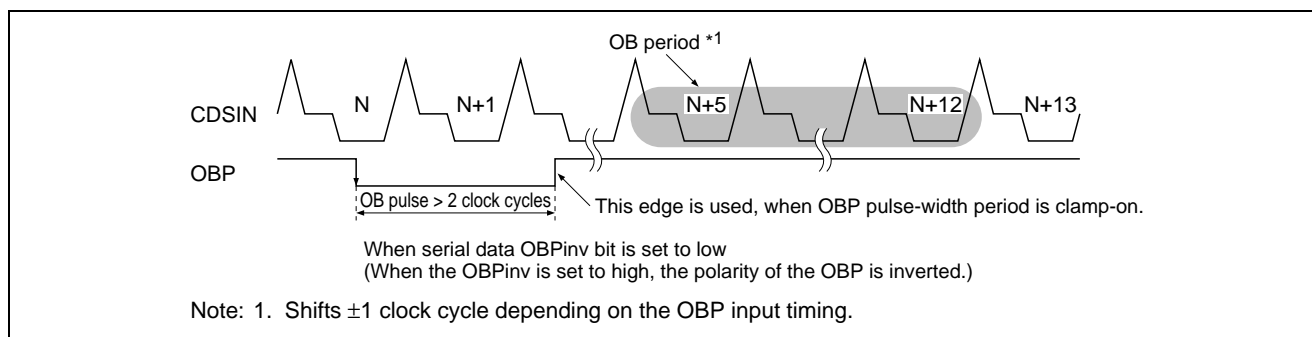 OB period *1
N N+1 N+5 N+12 N+13
CDSIN
OBP
OB pulse > 2 clock cycles
This edge is used, when OBP pulse-width period is clamp-on.
When serial data OBPinv bit is set to low
(When the OBPinv is set to high, the polarity of the OBP is inverted.)
Note: 1. Shifts ±1 clock cycle depending on the OBP input timing.